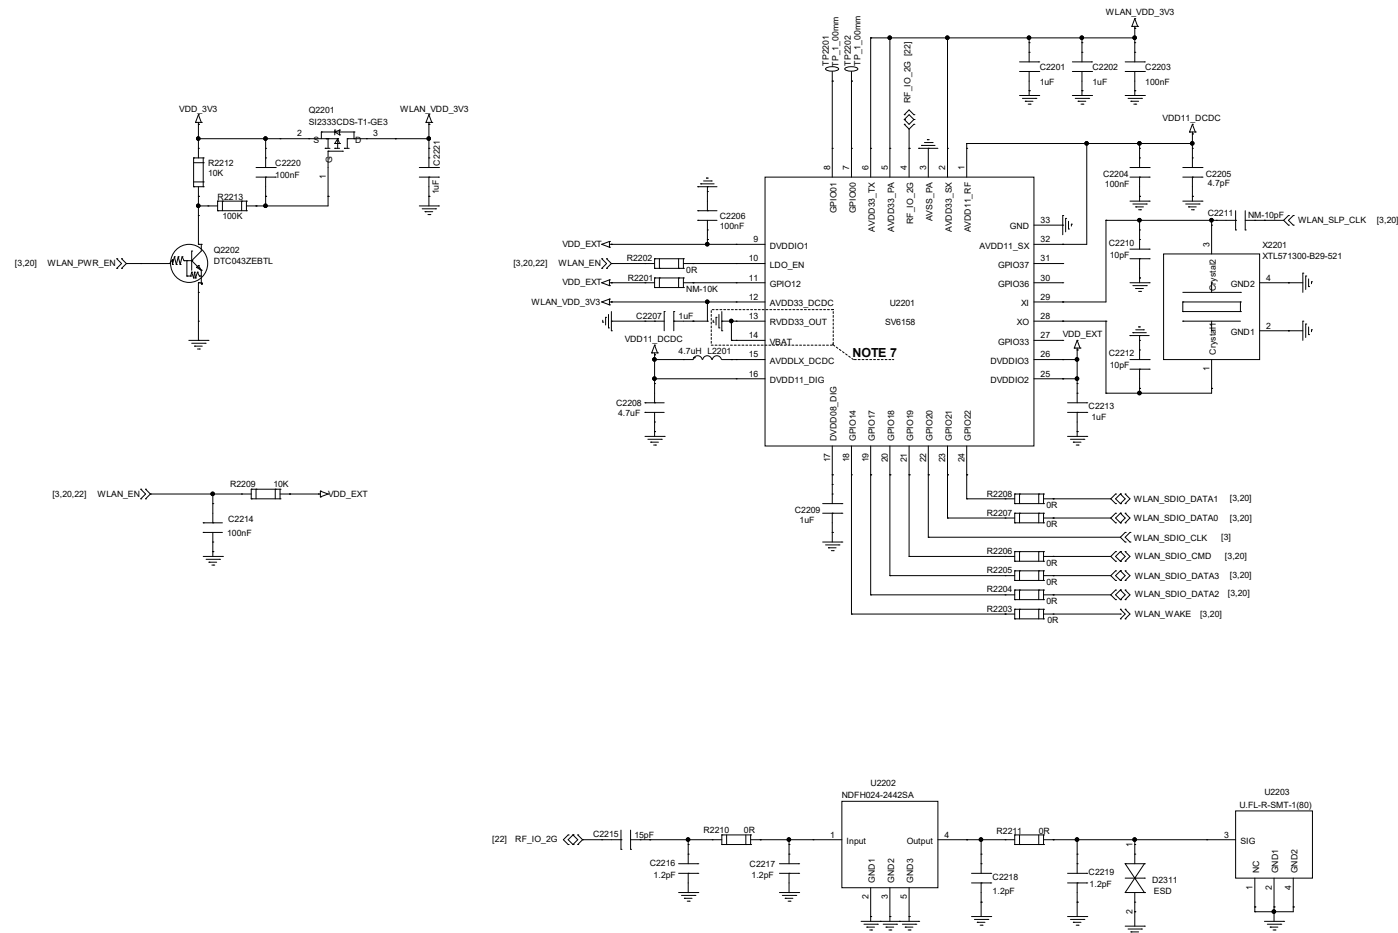 WLAN_VDD_3V3
C2201
1uF
C2202
1uF
C2203
100nF
TP2201
TP_1_00mm
TP2202
TP_1_00mm
RF_IO_2G [22]
VDD_3V3
Q2201
SI2333CDS-T1-GE3
WLAN_VDD_3V3
2
S
G
D
3
1
R2212
10K
C2220
100nF
C2221
1uF
R2213
100K
[3,20] WLAN_PWR_EN
Q2202
DTC043ZEBTL
VDD11_DCDC
C2204
100nF
C2205
4.7pF
8
7
6
5
4
3
2
1
GPIO01
GPIO00
AVDD33_TX
AVDD33_PA
RF_IO_2G
AVSS_PA
AVDD33_SX
AVDD11_RF
C2206
100nF
VDD_EXT
9
DVDDIO1
[3,20,22] WLAN_EN
R2202
0R
10
LDO_EN
VDD_EXT
R2201
NM-10K
11
GPIO12
WLAN_VDD_3V3
12
AVDD33_DCDC
C2207
1uF
13
RVDD33_OUT
14
VBAT
VDD11_DCDC
4.7uH L2201
15
AVDDLX_DCDC
16
DVDD11_DIG
C2208
4.7uF
NOTE 7
U2201
SV6158
GND
33
AVDD11_SX
32
GPIO37
31
GPIO36
30
XI
29
XO
28
GPIO33
27
DVDDIO3
26
DVDDIO2
25
VDD_EXT
C2213
1uF
C2211
NM-10pF
WLAN_SLP_CLK [3,20]
C2210
10pF
C2212
10pF
X2201
XTL571300-B29-521
3
Crystal2
GND2
4
GND1
2
Crystal1
1
DVDD08_DIG
GPIO14
GPIO17
GPIO18
GPIO19
GPIO20
GPIO21
GPIO22
17
18
19
20
21
22
23
24
C2209
1uF
[3,20,22] WLAN_EN
R2209
10K
VDD_EXT
C2214
100nF
R2208
0R
WLAN_SDIO_DATA1 [3,20]
R2207
0R
WLAN_SDIO_DATA0 [3,20]
WLAN_SDIO_CLK [3]
R2206
0R
WLAN_SDIO_CMD [3,20]
R2205
0R
WLAN_SDIO_DATA3 [3,20]
R2204
0R
WLAN_SDIO_DATA2 [3,20]
R2203
0R
WLAN_WAKE [3,20]
U2202
NDFH024-2442SA
[22] RF_IO_2G
C2215
15pF
R2210
0R
C2216
1.2pF
C2217
1.2pF
1
Input
Output
4
GND1
GND2
GND3
2
3
5
R2211
0R
C2218
1.2pF
C2219
1.2pF
1
D2311
ESD
2
U2203
U.FL-R-SMT-1(80)
3
SIG
NC
GND1
GND2
1
2
4